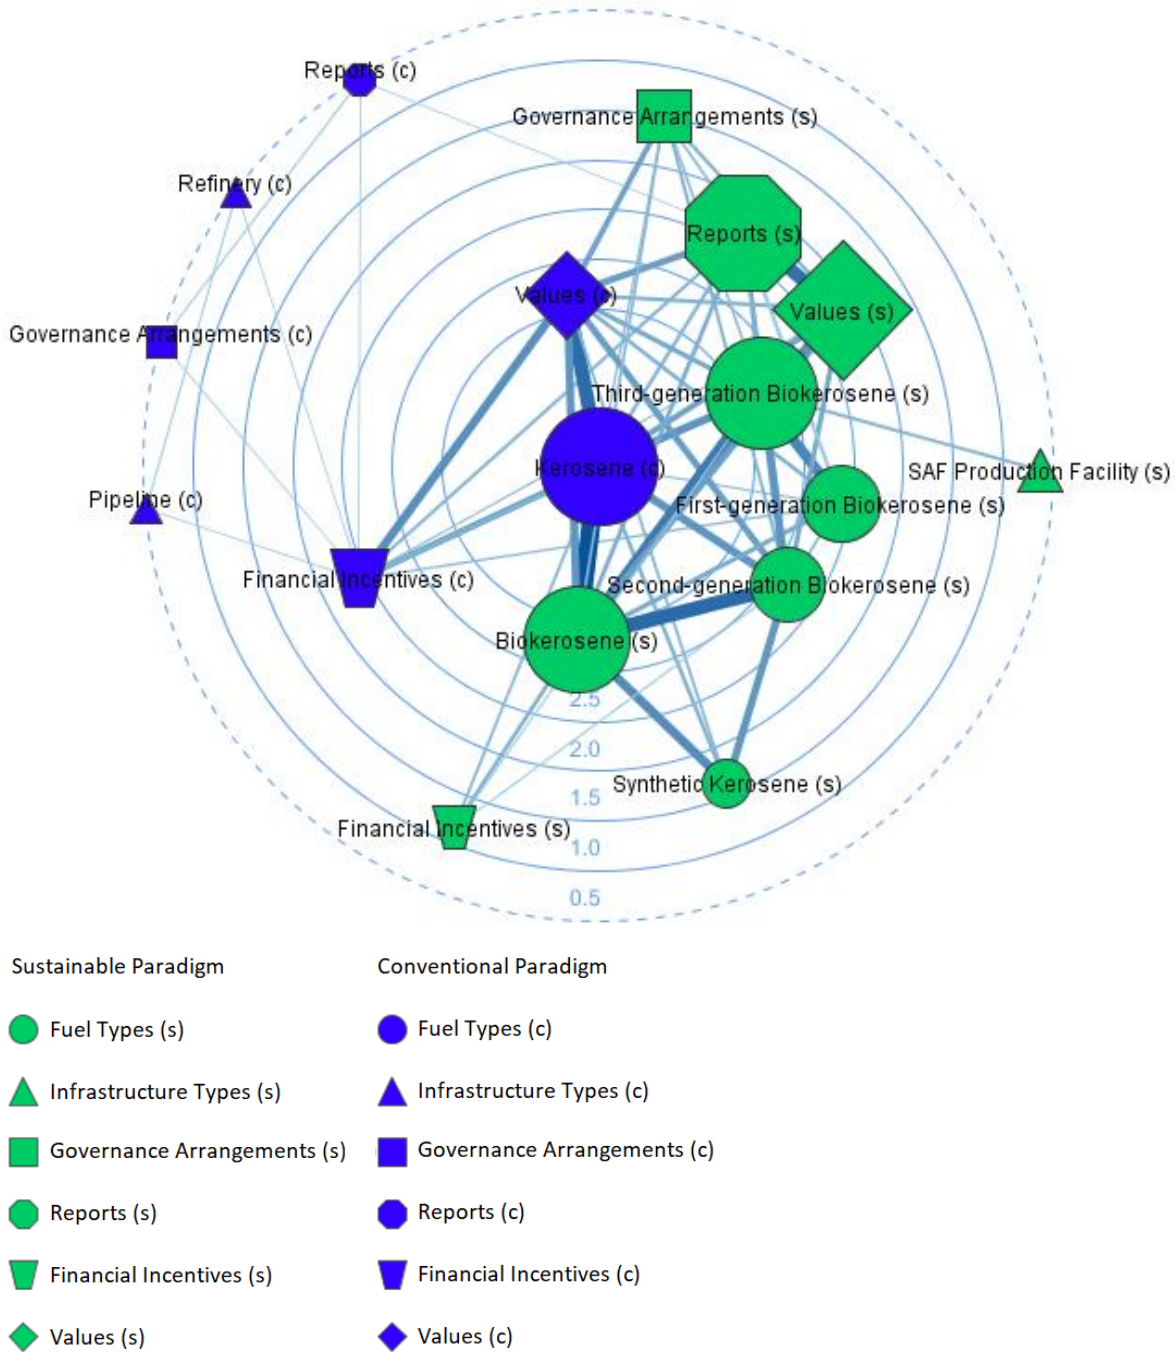 Reports (c)
Governance Arrangements (s)
Refinery (c)
Reports (s)
Values (c)
Values (s)
Governance Arrangements (c)
Third-generation Biokerosene (s)
Kerosene (c)
SAF Production Facility (s)
Pipeline (c)
First-generation Biokerosene (s)
Financial Incentives (c)
Second-generation Biokerosene (s)
Biokerosene (s)
2.5
2.0
Synthetic Kerosene (s)
1.5
Financial Incentives (s)
1.0
0.5
Sustainable Paradigm
Conventional Paradigm
Fuel Types (s)
Fuel Types (c)
Infrastructure Types (s)
Infrastructure Types (c)
Governance Arrangements (s)
Governance Arrangements (c)
Reports (s)
Reports (c)
Financial Incentives (s)
Financial Incentives (c)
Values (s)
Values (c)